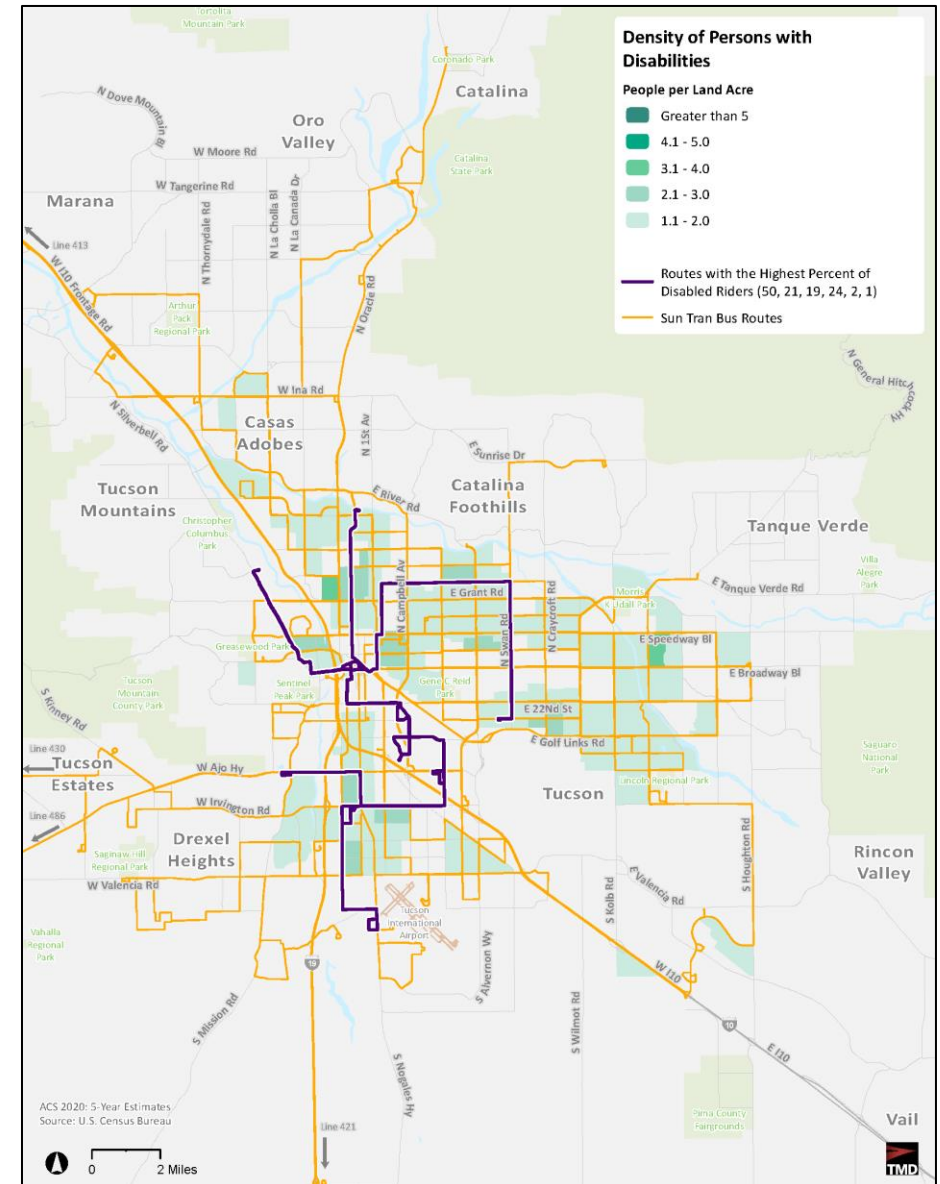 Tortolita
Mountain Park
Density of Persons with
Disabilities
People per Land Acre
Greater than 5
4.1 - 5.0
3.1 - 4.0
2.1 - 3.0
1.1 - 2.0
Routes with the Highest Percent of
Disabled Riders (50, 21, 19, 24, 2, 1)
Sun Tran Bus Routes
Coronado Park
Catalina
N Dove Mountain Bl
Oro
Valley
W Moore Rd
Catalina
State Park
W Tangerine Rd
Marana
N Thornydale Rd
N La Cholla Bl
N La Canada Dr
Line 413
W I10 Frontage Rd
Arthur
Pack
Regional Park
N Oracle Rd
N General Hitchcock Hy
W Ina Rd
N Silverbell Rd
Casas
Adobes
N 1St Av
E Sunrise Dr
Tucson
Mountains
E River Rd
Catalina
Foothills
Christopher
Columbus
Park
Tanque Verde
Villa
Alegre
Park
N Campbell Av
E Grant Rd
N Swan Rd
N Craycroft Rd
Morris
K Udall Park
E Tanque Verde Rd
Greasewood Park
E Speedway Bl
Tucson
Mountain
County Park
Sentinel
Peak Park
Gene C Reid
Park
E Broadway Bl
S Kinney Rd
E 22Nd St
E Golf Links Rd
Saguaro
National
Park
Line 430
Tucson
Estates
W Ajo Hy
Lincoln Regional Park
W Irvington Rd
Tucson
Line 486
Drexel
Heights
Saginaw Hill
Regional Park
S Houghton Rd
Rincon
Valley
W Valencia Rd
S Kolb Rd
E Valencia Rd
Tucson
International
Airport
Vahalla
Regional
Park
19
S Alvernon Wy
W I10
S Mission Rd
S Wilmot Rd
10
E I10
S Nogales Hy
ACS 2020: 5-Year Estimates
Source: U.S. Census Bureau
Pima County
Fairgrounds
Line 421
Vail
0 2 Miles
TMD